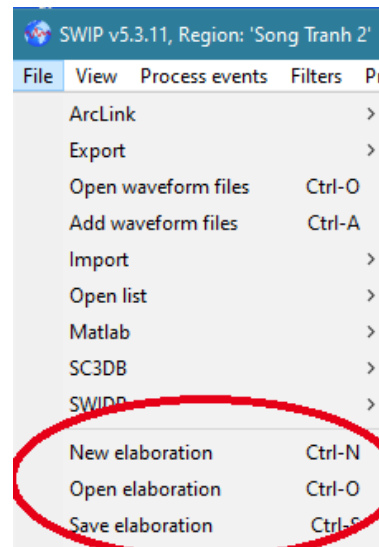 SWIP v5.3.11, Region: 'Song Tranh 2'
File View Process events Filters
ArcLink >
Export >
Open waveform files Ctrl-O
Add waveform files Ctrl-A
Import >
Open list >
Matlab >
SC3DB >
SWIDB >
New elaboration Ctrl-N
Open elaboration Ctrl-O
Save elaboration Ctrl-S